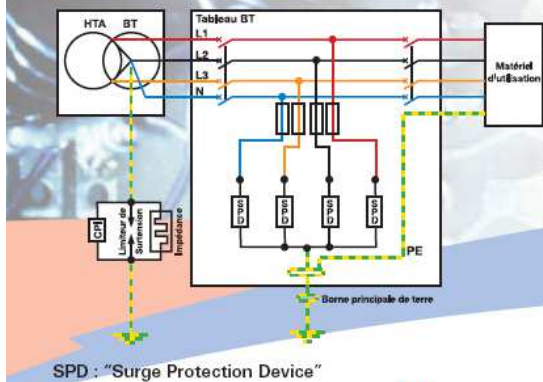 HTA BT
Tableau BT
L1
L2
L3
N
Matériel
d'utilisation
CPI
Limiteur de
Surtension
Impédance
SPD
SPD
SPD
SPD
PE
Borne principale de terre
SPD : "Surge Protection Device"